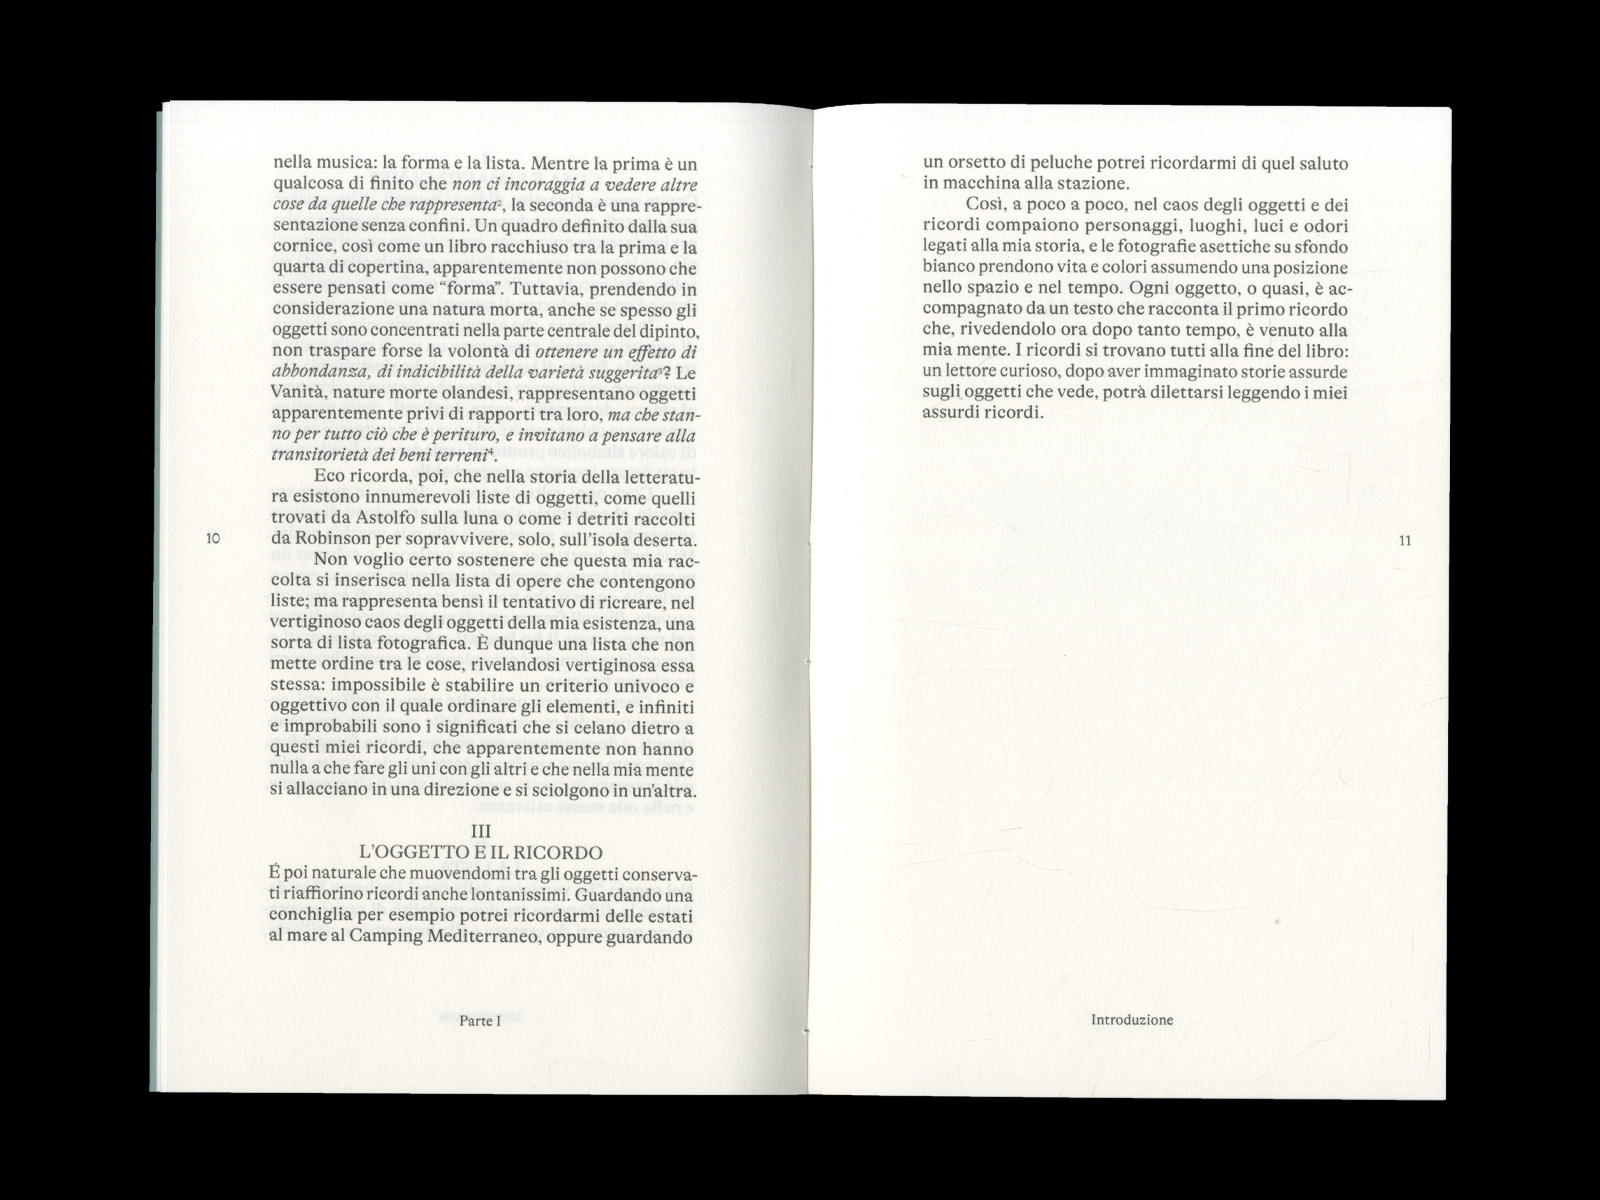 nella musica: la forma e la lista. Mentre la prima è un
qualcosa di finito che non ci incoraggia a vedere altre
cose da quelle che rappresenta², la seconda è una rappre-
sentazione senza confini. Un quadro definito dalla sua
cornice, così come un libro racchiuso tra la prima e la
quarta di copertina, apparentemente non possono che
essere pensati come “forma”. Tuttavia, prendendo in
considerazione una natura morta, anche se spesso gli
oggetti sono concentrati nella parte centrale del dipinto,
non traspare forse la volontà di ottenere un effetto di
abbondanza, di indicibilità della varietà suggerita³? Le
Vanità, nature morte olandesi, rappresentano oggetti
apparentemente privi di rapporti tra loro, ma che stan-
no per tutto ciò che è perituro, e invitano a pensare alla
transitorietà dei beni terreni⁴.
Eco ricorda, poi, che nella storia della letteratu-
ra esistono innumerevoli liste di oggetti, come quelli
trovati da Astolfo sulla luna o come i detriti raccolti
da Robinson per sopravvivere, solo, sull’isola deserta.
Non voglio certo sostenere che questa mia rac-
colta si inserisca nella lista di opere che contengono
liste; ma rappresenta bensì il tentativo di ricreare, nel
vertiginoso caos degli oggetti della mia esistenza, una
sorta di lista fotografica. È dunque una lista che non
mette ordine tra le cose, rivelandosi vertiginosa essa
stessa: impossibile è stabilire un criterio univoco e
oggettivo con il quale ordinare gli elementi, e infiniti
e improbabili sono i significati che si celano dietro a
questi miei ricordi, che apparentemente non hanno
nulla a che fare gli uni con gli altri e che nella mia mente
si allacciano in una direzione e si sciolgono in un’altra.
III
L’OGGETTO E IL RICORDO
É poi naturale che muovendomi tra gli oggetti conserva-
ti riaffiorino ricordi anche lontanissimi. Guardando una
conchiglia per esempio potrei ricordarmi delle estati
al mare al Camping Mediterraneo, oppure guardando
10
Parte I
un orsetto di peluche potrei ricordarmi di quel saluto
in macchina alla stazione.
Così, a poco a poco, nel caos degli oggetti e dei
ricordi compaiono personaggi, luoghi, luci e odori
legati alla mia storia, e le fotografie asettiche su sfondo
bianco prendono vita e colori assumendo una posizione
nello spazio e nel tempo. Ogni oggetto, o quasi, è ac-
compagnato da un testo che racconta il primo ricordo
che, rivedendolo ora dopo tanto tempo, è venuto alla
mia mente. I ricordi si trovano tutti alla fine del libro:
un lettore curioso, dopo aver immaginato storie assurde
sugli oggetti che vede, potrà dilettarsi leggendo i miei
assurdi ricordi.
11
Introduzione